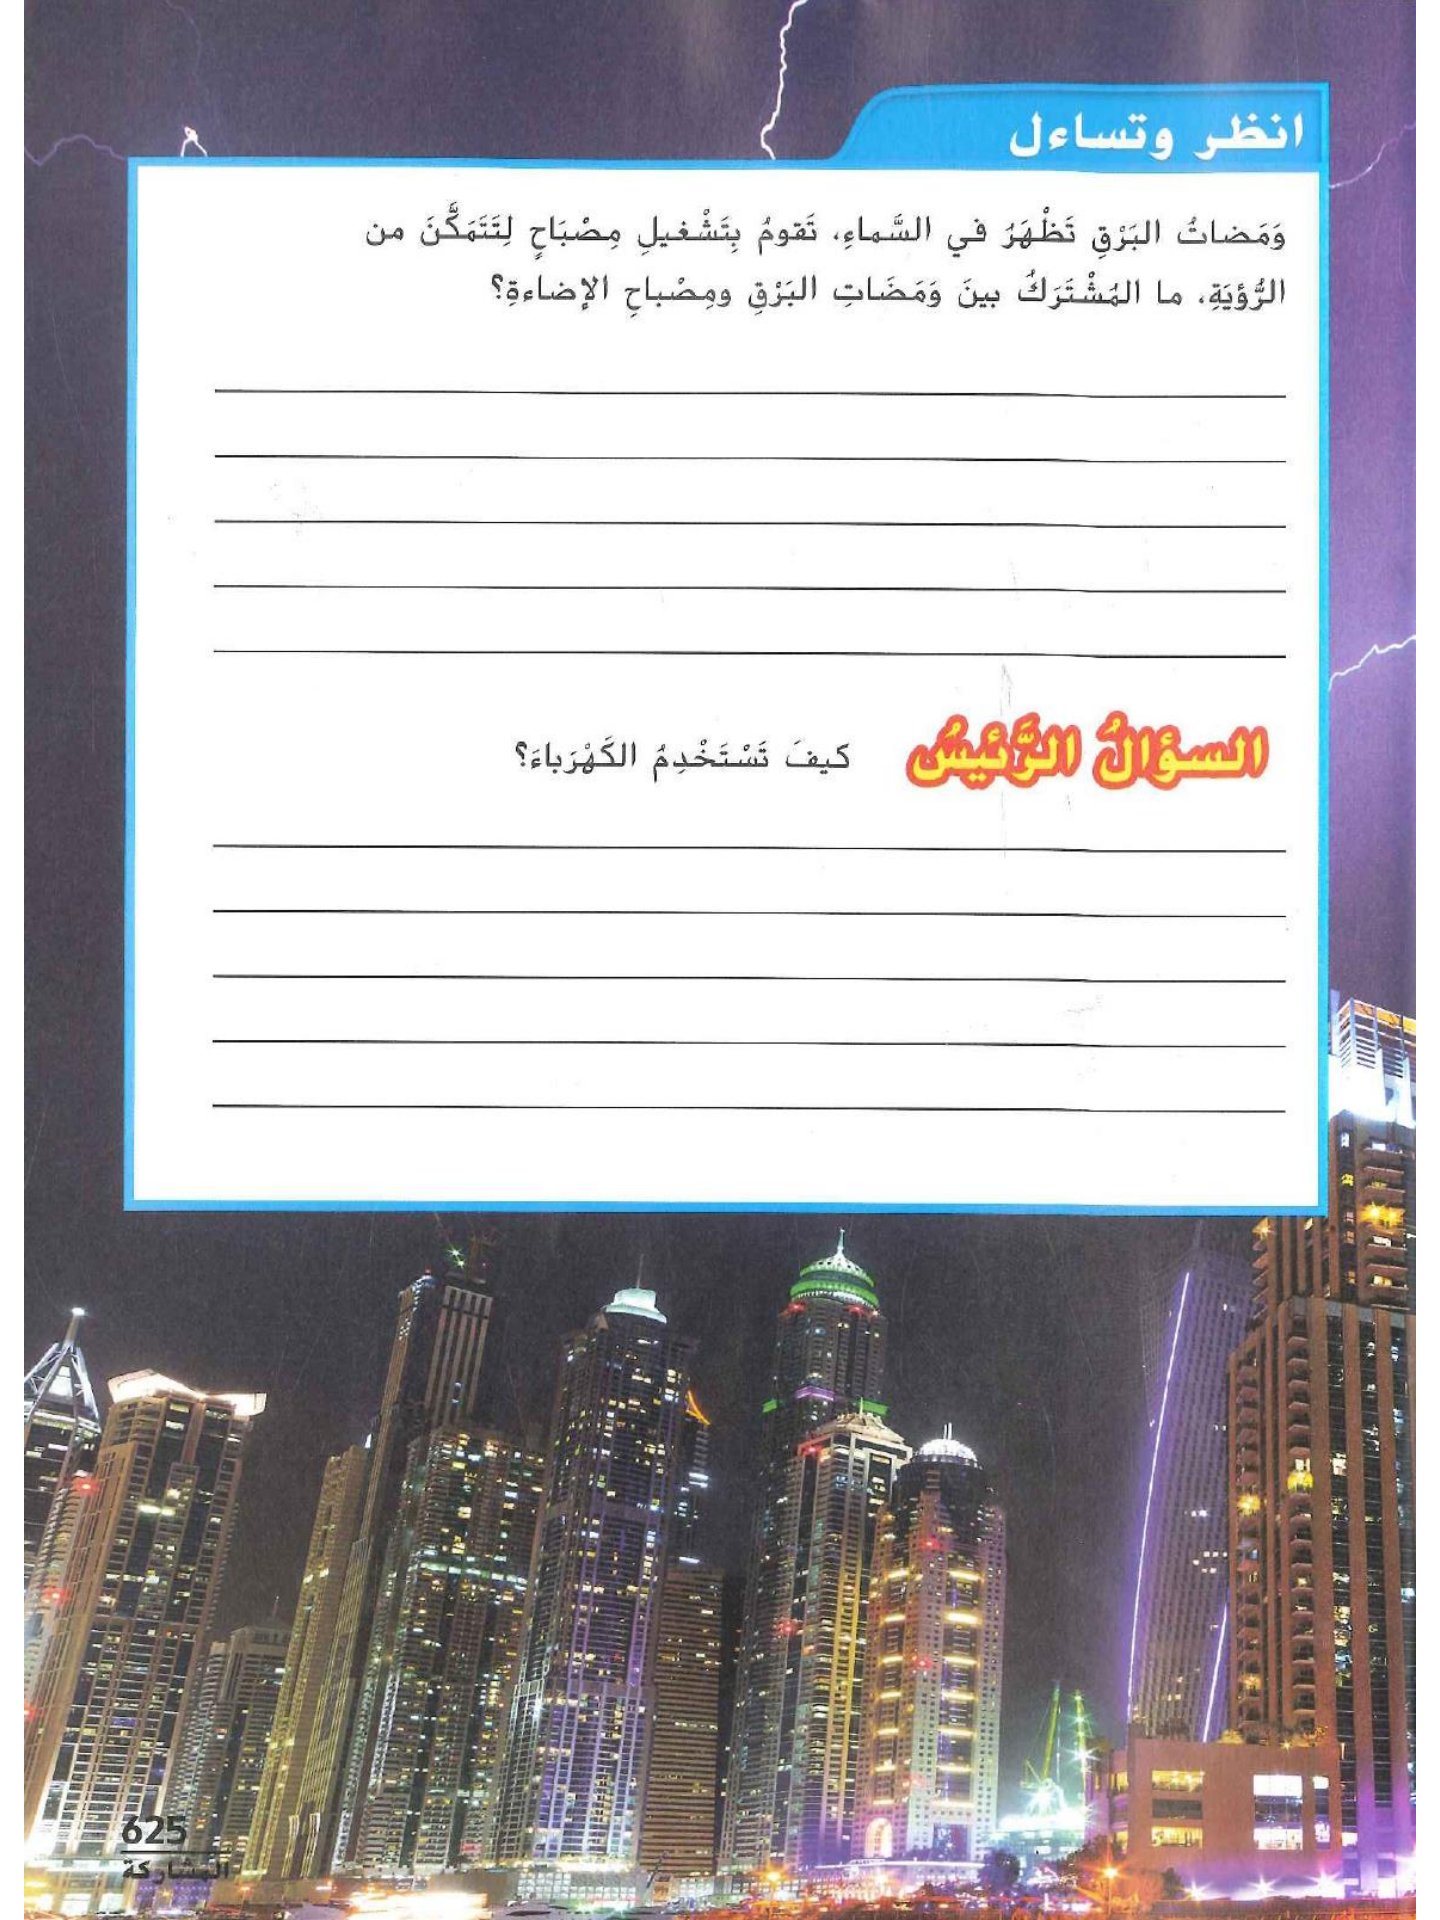 انظر وتساءل
وَمَضاتُ البَرْقِ تَظْهَرُ في السَّماءِ، تَقومُ بِتَشْغيلِ مِصْبَاحٍ لِتَتَمَكَّنَ من
الرُّؤيَةِ، ما المُشْتَرَكُ بينَ وَمَضَاتِ البَرْقِ ومِصْباحِ الإضاءةِ؟
السؤالُ الرَّئيسُ كيفَ تَسْتَخْدِمُ الكَهْرَباءَ؟
625
المشاركة